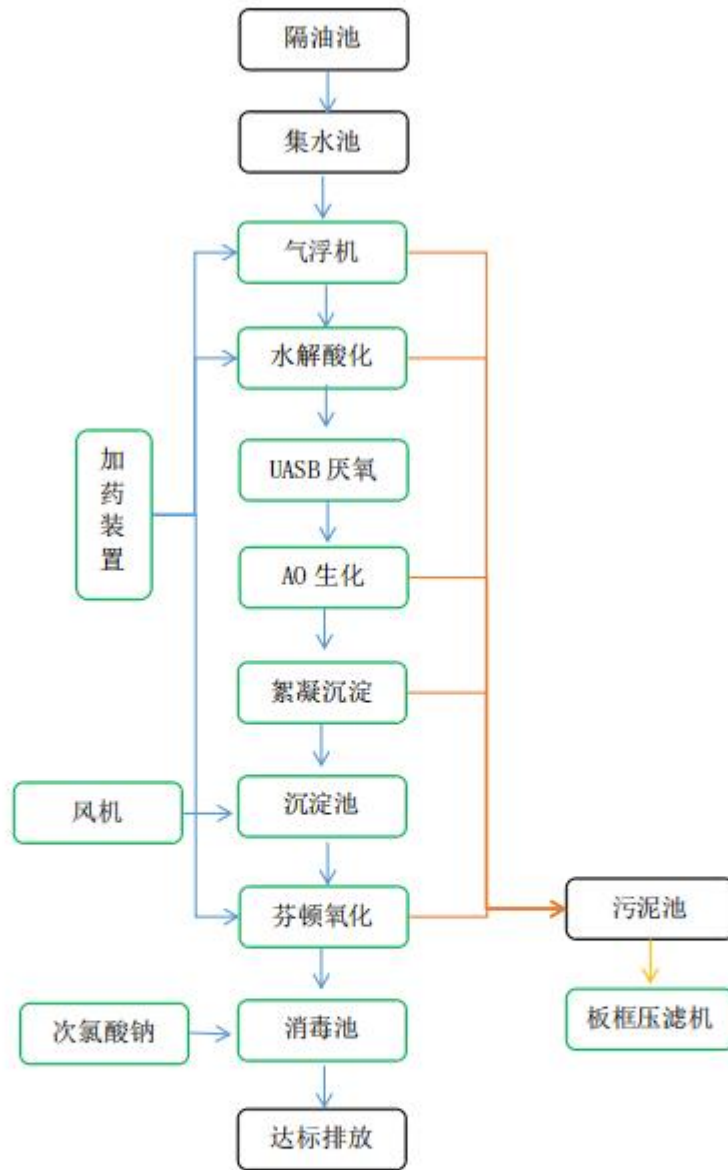 隔油池
集水池
气浮机
水解酸化
加
药
装
置
UASB 厌氧
AO 生化
絮凝沉淀
风机
沉淀池
芬顿氧化
污泥池
次氯酸钠
消毒池
板框压滤机
达标排放